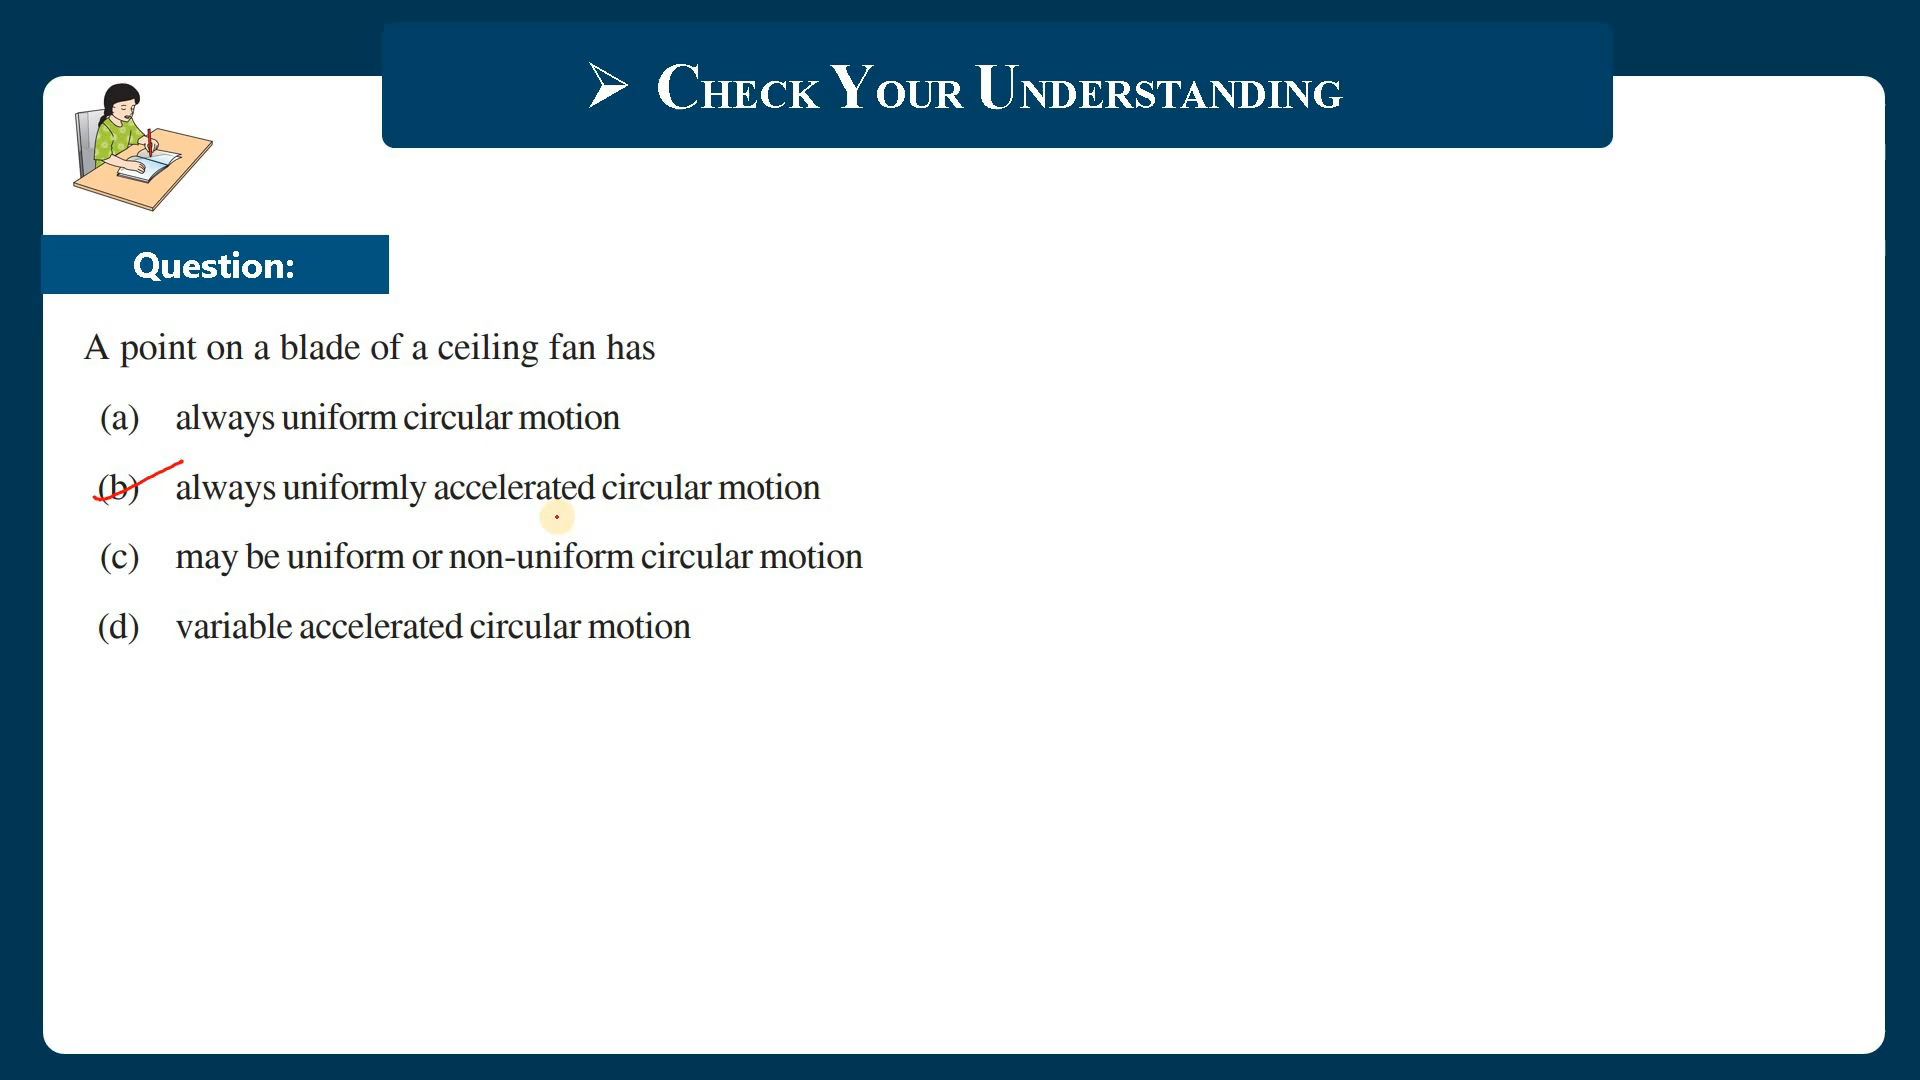 ➢ CHECK YOUR UNDERSTANDING
Question:
A point on a blade of a ceiling fan has
(a) always uniform circular motion
(b) always uniformly accelerated circular motion
(c) may be uniform or non-uniform circular motion
(d) variable accelerated circular motion